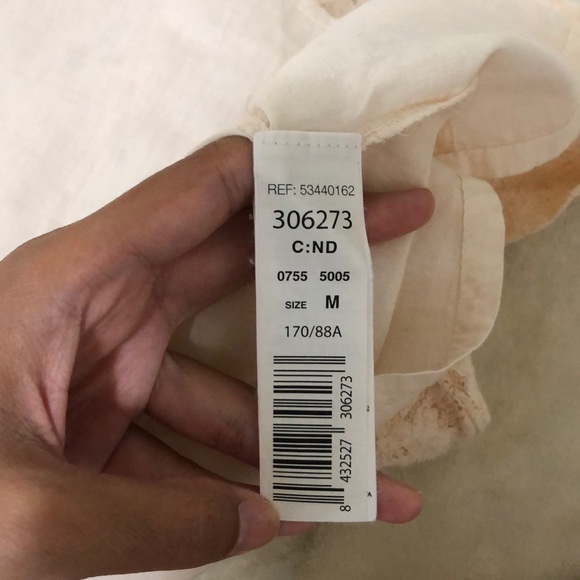 REF: 53440162
306273
C:ND
0755 5005
SIZE M
170/88A
8 432527 306273